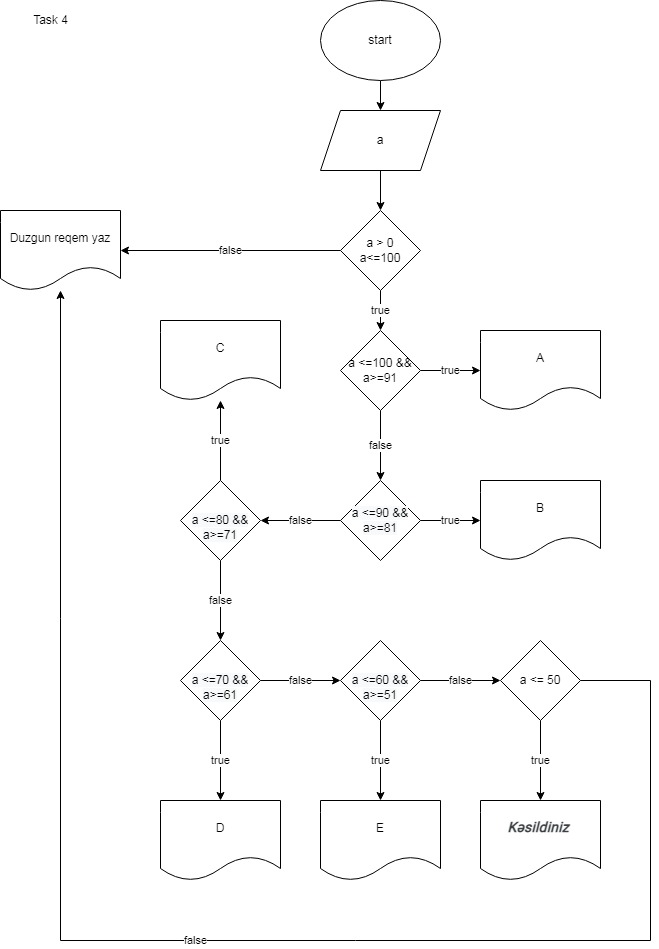 Task 4
start
a
a > 0
a<=100
false
Duzgun reqem yaz
true
a <=100 &&
a>=91
true
A
C
true
false
a <=90 &&
a>=81
true
B
false
a <=80 &&
a>=71
false
a <=70 &&
a>=61
false
a <=60 &&
a>=51
false
a <= 50
true
true
true
D
E
Kəsildiniz
false